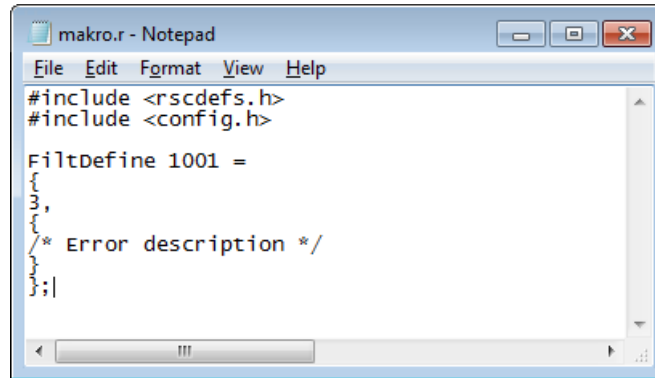 makro.r - Notepad
File Edit Format View Help
#include <rscdefs.h>
#include <config.h>
FiltDefine 1001 =
{
3,
{
/* Error description */
}
};